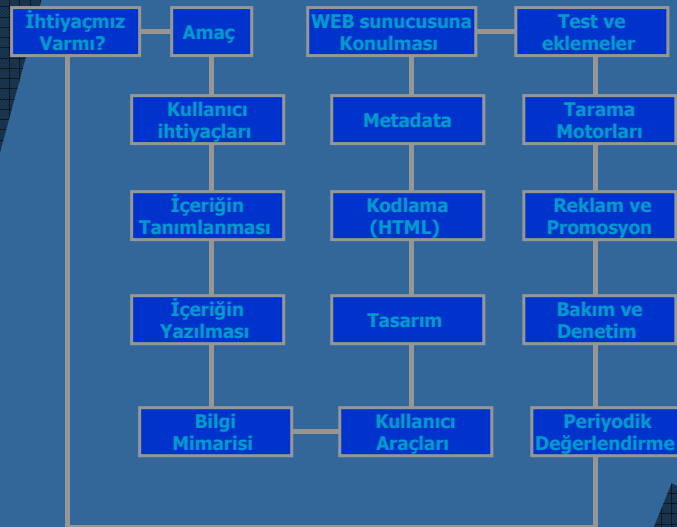 İhtiyaçmız
Varmı?
Amaç
WEB sunucusuna
Konulması
Test ve
eklemeler
Kullanıcı
ihtiyaçları
Metadata
Tarama
Motorları
İçeriğin
Tanımlanması
Kodlama
(HTML)
Reklam ve
Promosyon
İçeriğin
Yazılması
Tasarım
Bakım ve
Denetim
Bilgi
Mimarisi
Kullanıcı
Araçları
Periyodik
Değerlendirme